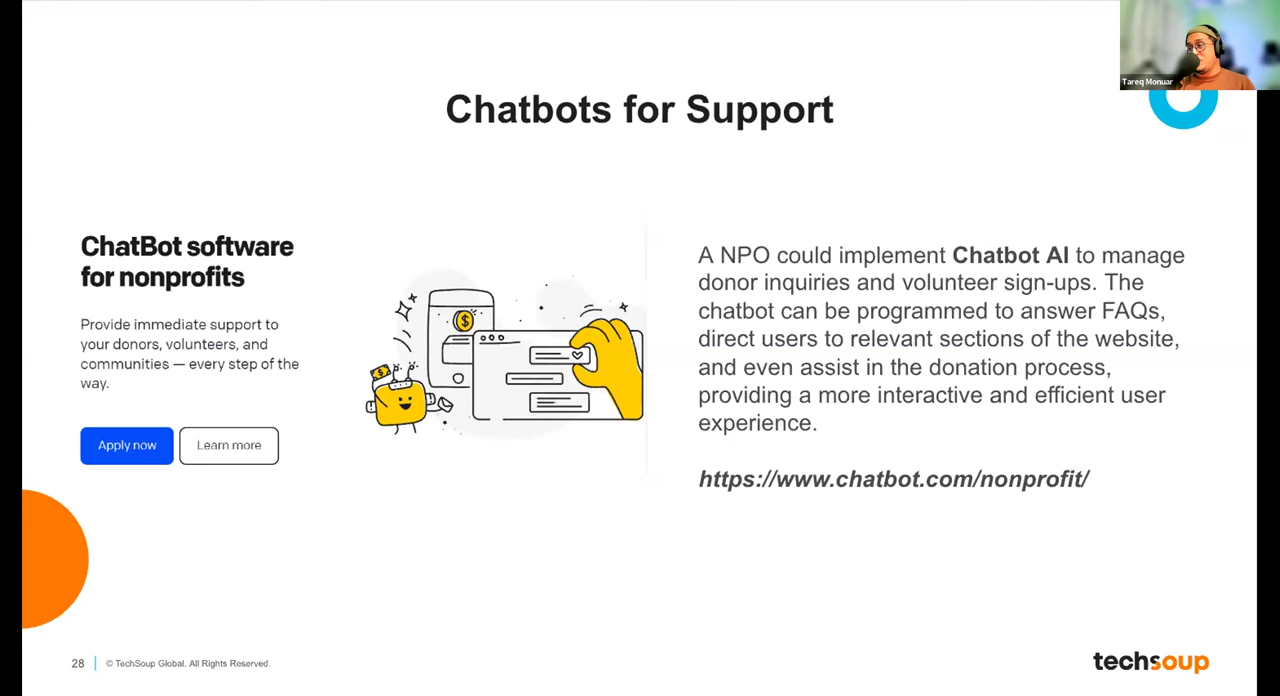 Tareq Monuar
Chatbots for Support
ChatBot software
for nonprofits
Provide immediate support to
your donors, volunteers, and
communities — every step of the
way.
Apply now
Learn more
$
$
A NPO could implement Chatbot AI to manage
donor inquiries and volunteer sign-ups. The
chatbot can be programmed to answer FAQs,
direct users to relevant sections of the website,
and even assist in the donation process,
providing a more interactive and efficient user
experience.
https://www.chatbot.com/nonprofit/
28
© TechSoup Global. All Rights Reserved.
techsoup